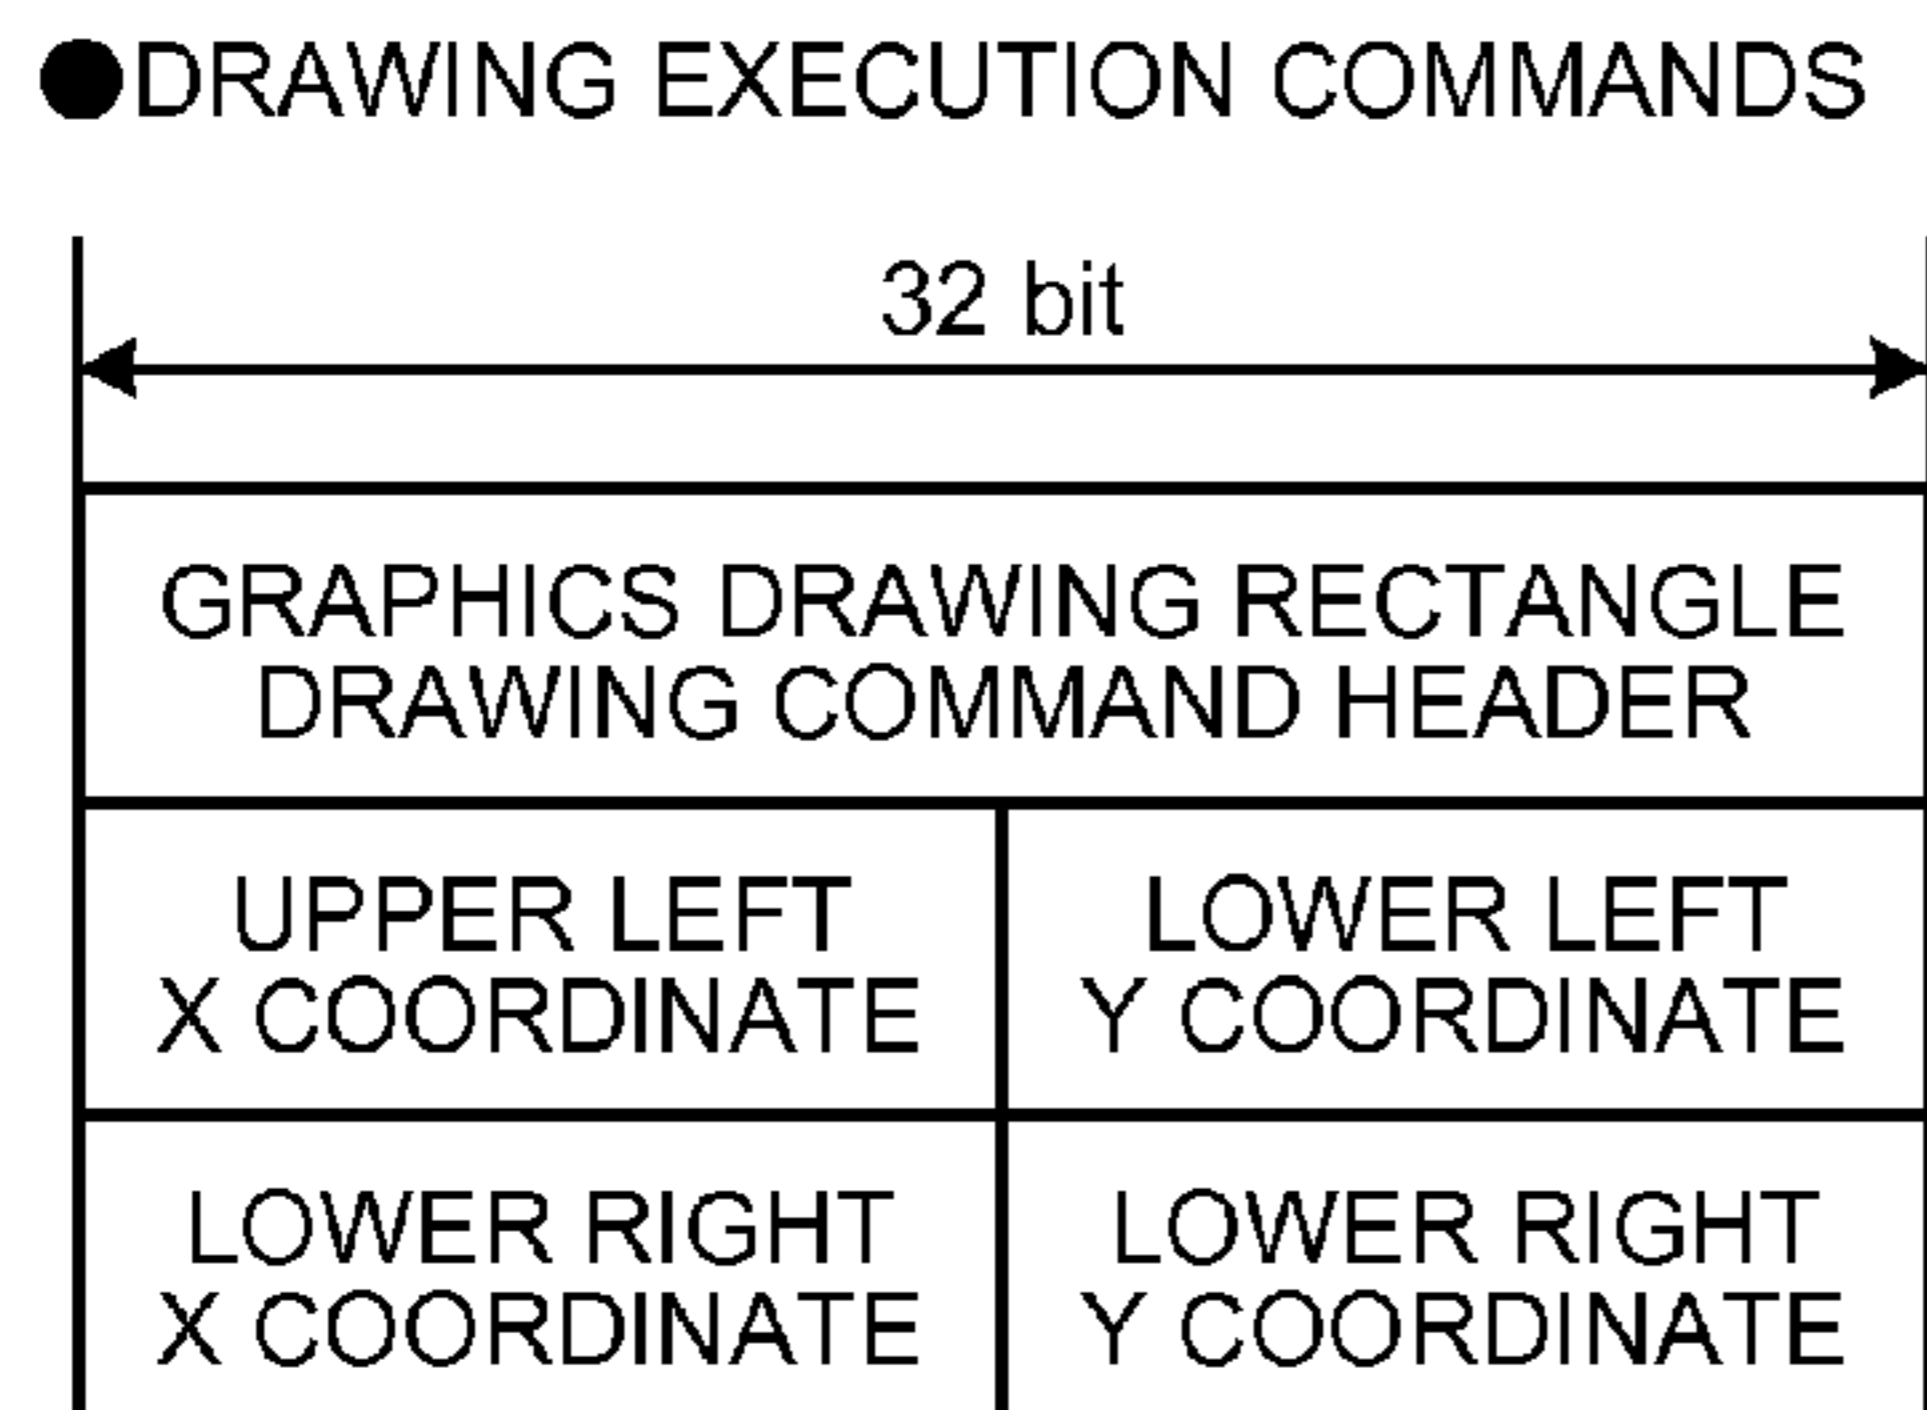 ●DRAWING EXECUTION COMMANDS
32 bit
GRAPHICS DRAWING RECTANGLE
DRAWING COMMAND HEADER
UPPER LEFT
X COORDINATE
LOWER LEFT
Y COORDINATE
LOWER RIGHT
X COORDINATE
LOWER RIGHT
Y COORDINATE